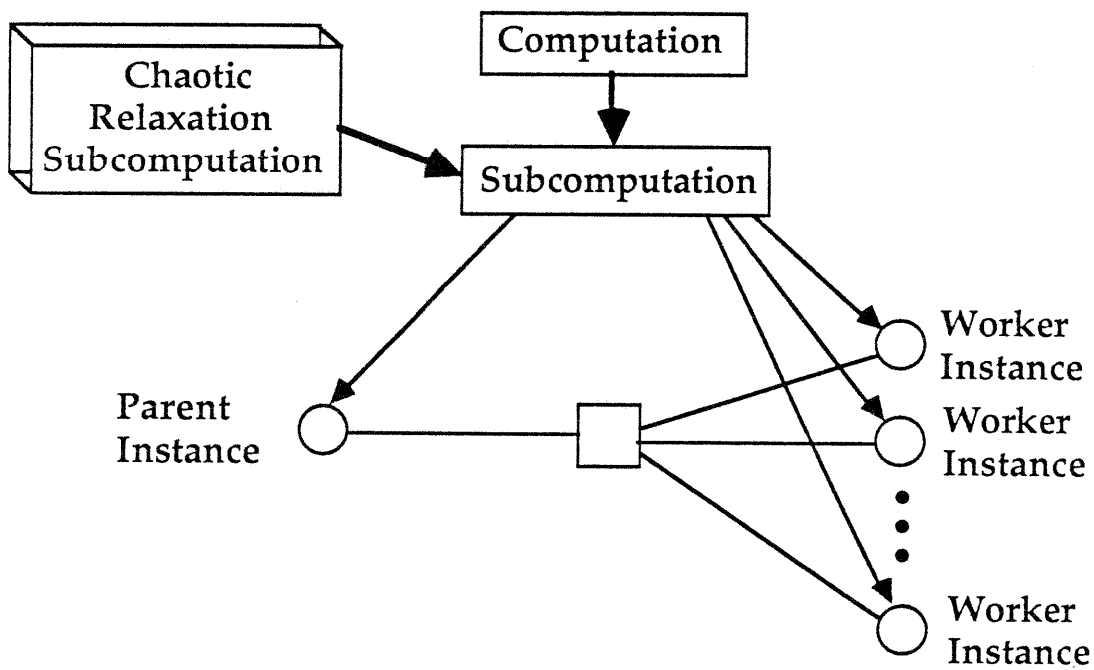 Computation
Chaotic
Relaxation
Subcomputation
Subcomputation
Worker
Instance
Parent
Instance
Worker
Instance
Worker
Instance